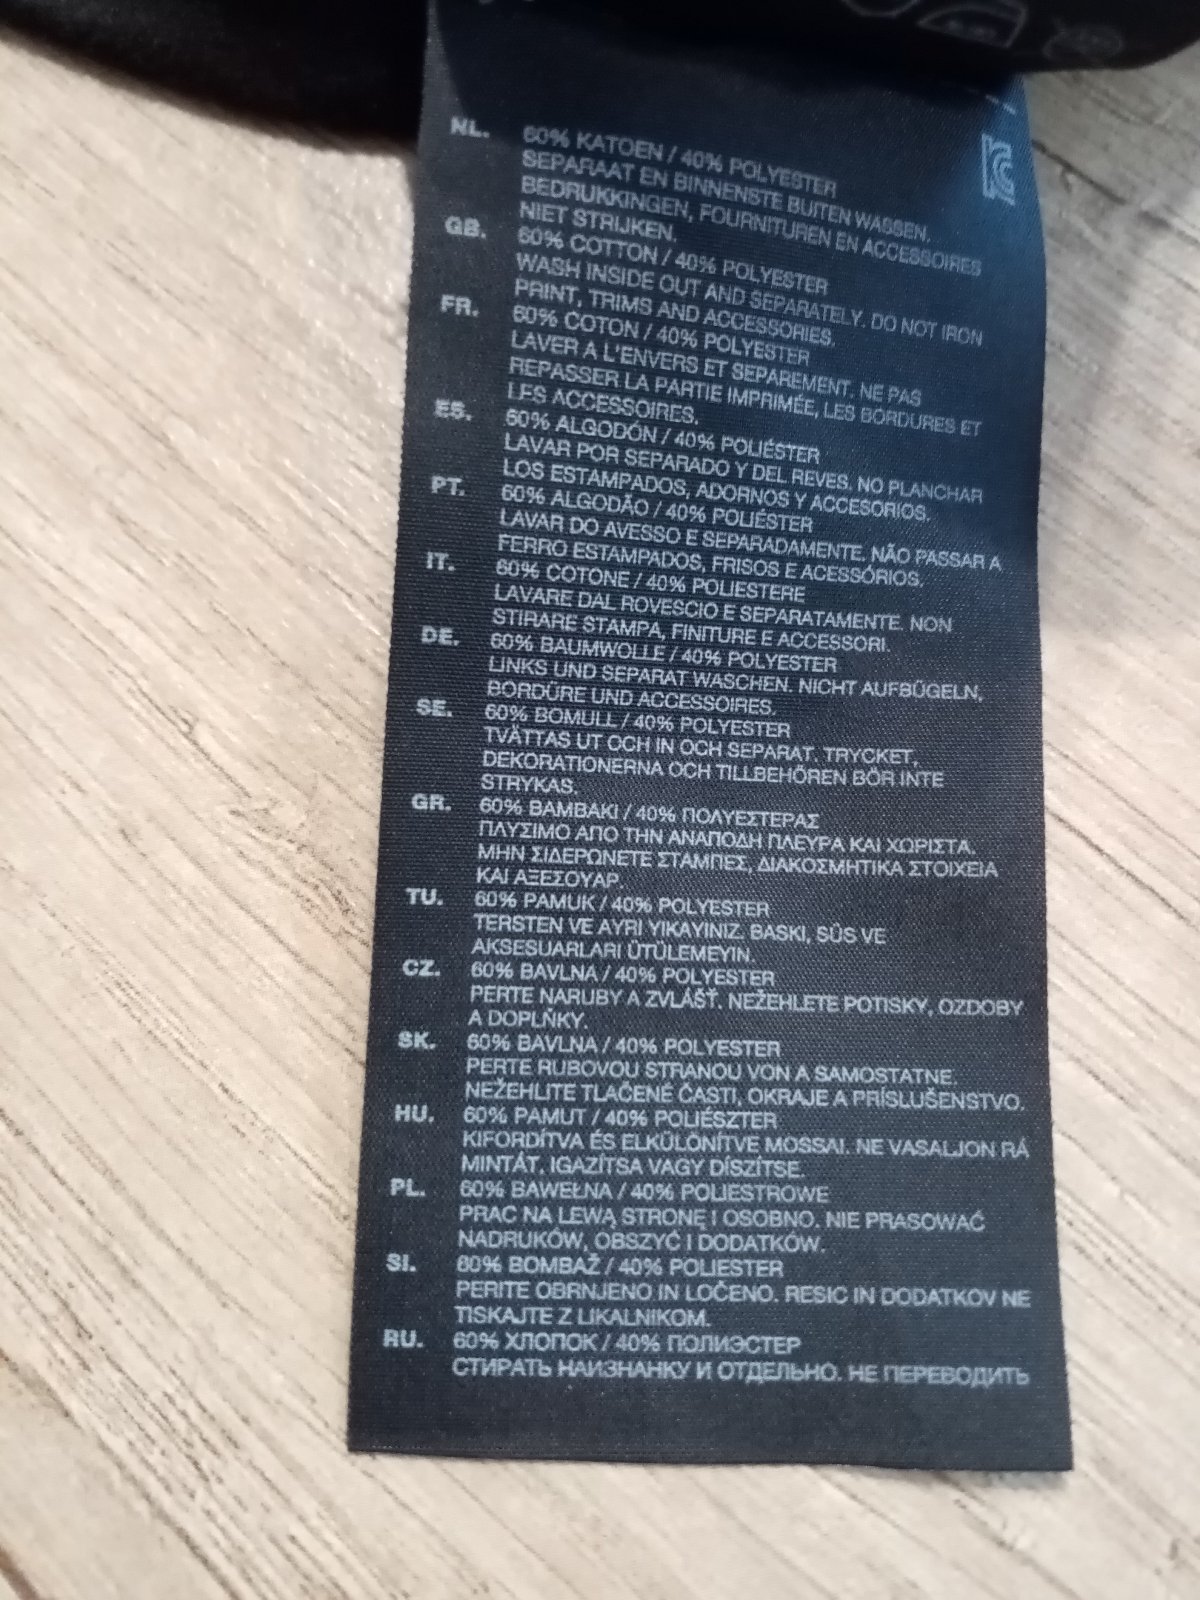 NL. 60% KATOEN / 40% POLYESTER
SEPARAAT EN BINNENSTE BUITEN WASSEN.
BEDRUKKINGEN, FOURNITUREN EN ACCESSOIRES
NIET STRIJKEN.
GB. 60% COTTON / 40% POLYESTER
WASH INSIDE OUT AND SEPARATELY. DO NOT IRON
PRINT, TRIMS AND ACCESSORIES.
FR. 60% COTON / 40% POLYESTER
LAVER A L'ENVERS ET SEPAREMENT. NE PAS
REPASSER LA PARTIE IMPRIMÉE, LES BORDURES ET
LES ACCESSOIRES.
ES. 60% ALGODÓN / 40% POLIÉSTER
LAVAR POR SEPARADO Y DEL REVES. NO PLANCHAR
LOS ESTAMPADOS, ADORNOS Y ACCESORIOS.
PT. 60% ALGODÃO / 40% POLIÉSTER
LAVAR DO AVESSO E SEPARADAMENTE. NÃO PASSAR A
FERRO ESTAMPADOS, FRISOS E ACESSÓRIOS.
IT. 60% COTONE / 40% POLIESTERE
LAVARE DAL ROVESCIO E SEPARATAMENTE. NON
STIRARE STAMPA, FINITURE E ACCESSORI.
DE. 60% BAUMWOLLE / 40% POLYESTER
LINKS UND SEPARAT WASCHEN. NICHT AUFBÜGELN,
BORDÜRE UND ACCESSOIRES.
SE. 60% BOMULL / 40% POLYESTER
TVÄTTAS UT OCH IN OCH SEPARAT. TRYCKET,
DEKORATIONERNA OCH TILLBEHÖREN BÖR INTE
STRYKAS.
GR. 60% ΒΑΜΒΑΚΙ / 40% ΠΟΛΥΕΣΤΕΡΑΣ
ΠΛΥΣΙΜΟ ΑΠΟ ΤΗΝ ΑΝΑΠΟΔΗ ΠΛΕΥΡΑ ΚΑΙ ΧΩΡΙΣΤΑ.
ΜΗΝ ΣΙΔΕΡΩΝΕΤΕ ΣΤΑΜΠΕΣ, ΔΙΑΚΟΣΜΗΤΙΚΑ ΣΤΟΙΧΕΙΑ
ΚΑΙ ΑΞΕΣΟΥΑΡ.
TU. 60% PAMUK / 40% POLYESTER
TERSTEN VE AYRI YIKAYINIZ. BASKI, SÜS VE
AKSESUARLARI ÜTÜLEMEYIN.
CZ. 60% BAVLNA / 40% POLYESTER
PERTE NARUBY A ZVLÁŠŤ. NEŽEHLETE POTISKY, OZDOBY
A DOPLŇKY.
SK. 60% BAVLNA / 40% POLYESTER
PERTE RUBOVOU STRANOU VON A SAMOSTATNE.
NEŽEHLITE TLAČENÉ ČASTI, OKRAJE A PRÍSLUŠENSTVO.
HU. 60% PAMUT / 40% POLIÉSZTER
KIFORDÍTVA ÉS ELKÜLÖNÍTVE MOSSAI. NE VASALJON RÁ
MINTÁT, IGAZÍTSA VAGY DÍSZÍTSE.
PL. 60% BAWEŁNA / 40% POLIESTROWE
PRAC NA LEWĄ STRONĘ I OSOBNO. NIE PRASOWAĆ
NADRUKÓW, OBSZYĆ I DODATKÓW.
SI. 60% BOMBAŽ / 40% POLIESTER
PERITE OBRNJENO IN LOČENO. RESIC IN DODATKOV NE
TISKAJTE Z LIKALNIKOM.
RU. 60% ХЛОПОК / 40% ПОЛИЭСТЕР
СТИРАТЬ НАИЗНАНКУ И ОТДЕЛЬНО. НЕ ПЕРЕВОДИТЬ